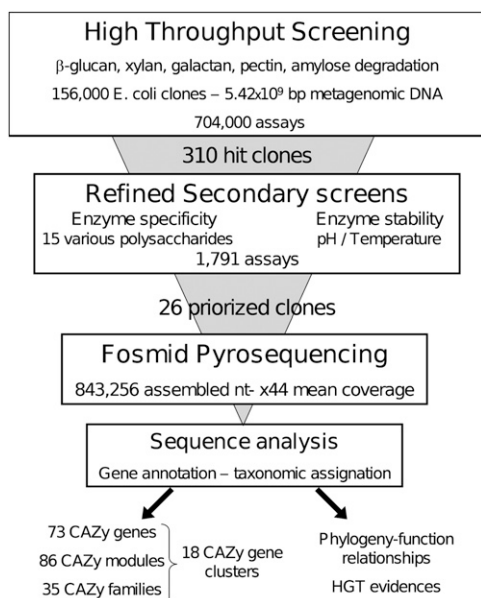 High Throughput Screening
β-glucan, xylan, galactan, pectin, amylose degradation
156,000 E. coli clones – 5.42x10⁹ bp metagenomic DNA
704,000 assays
310 hit clones
Refined Secondary screens
Enzyme specificity
15 various polysaccharides
Enzyme stability
pH / Temperature
1,791 assays
26 priorized clones
Fosmid Pyrosequencing
843,256 assembled nt- x44 mean coverage
Sequence analysis
Gene annotation – taxonomic assignation
73 CAZy genes
86 CAZy modules
35 CAZy families
18 CAZy gene
clusters
Phylogeny-function
relationships
HGT evidences